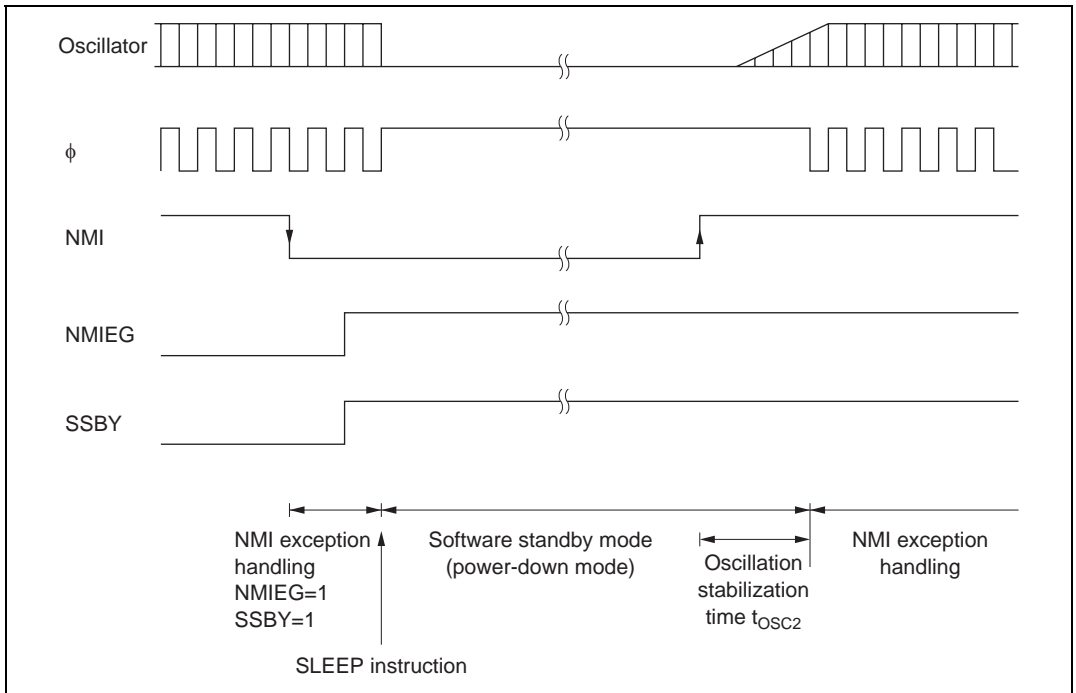 Oscillator
φ
NMI
NMIEG
SSBY
NMI exception
handling
NMIEG=1
SSBY=1
Software standby mode
(power-down mode)
Oscillation
stabilization
time tOSC2
NMI exception
handling
SLEEP instruction